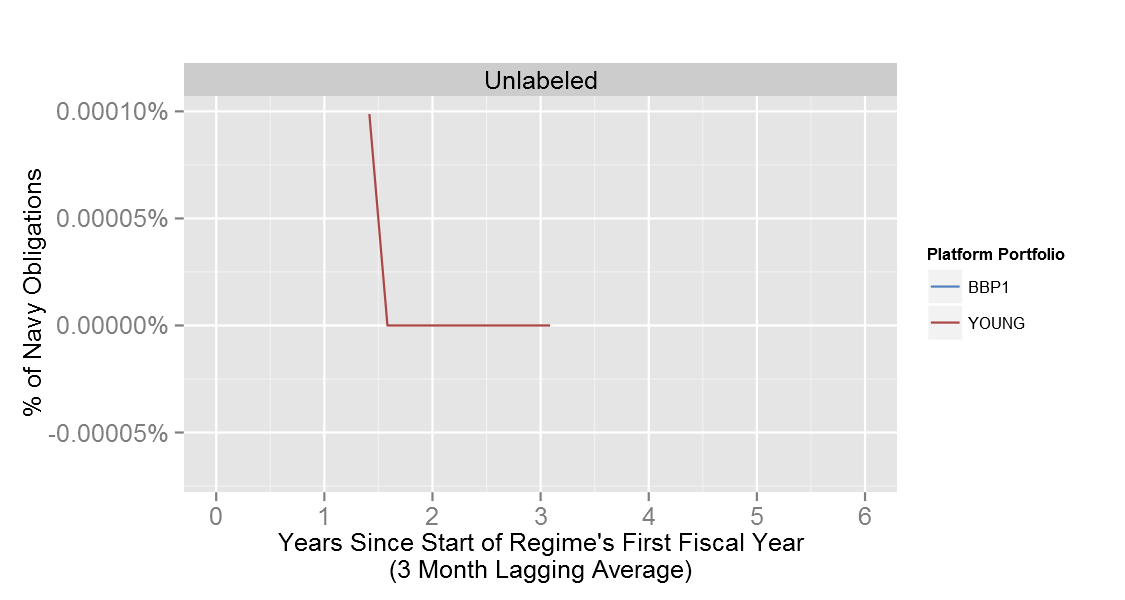 Unlabeled
0.00010%
0.00005%
0.00000%
-0.00005%
% of Navy Obligations
0 1 2 3 4 5 6
Years Since Start of Regime's First Fiscal Year
(3 Month Lagging Average)
Platform Portfolio
BBP1
YOUNG